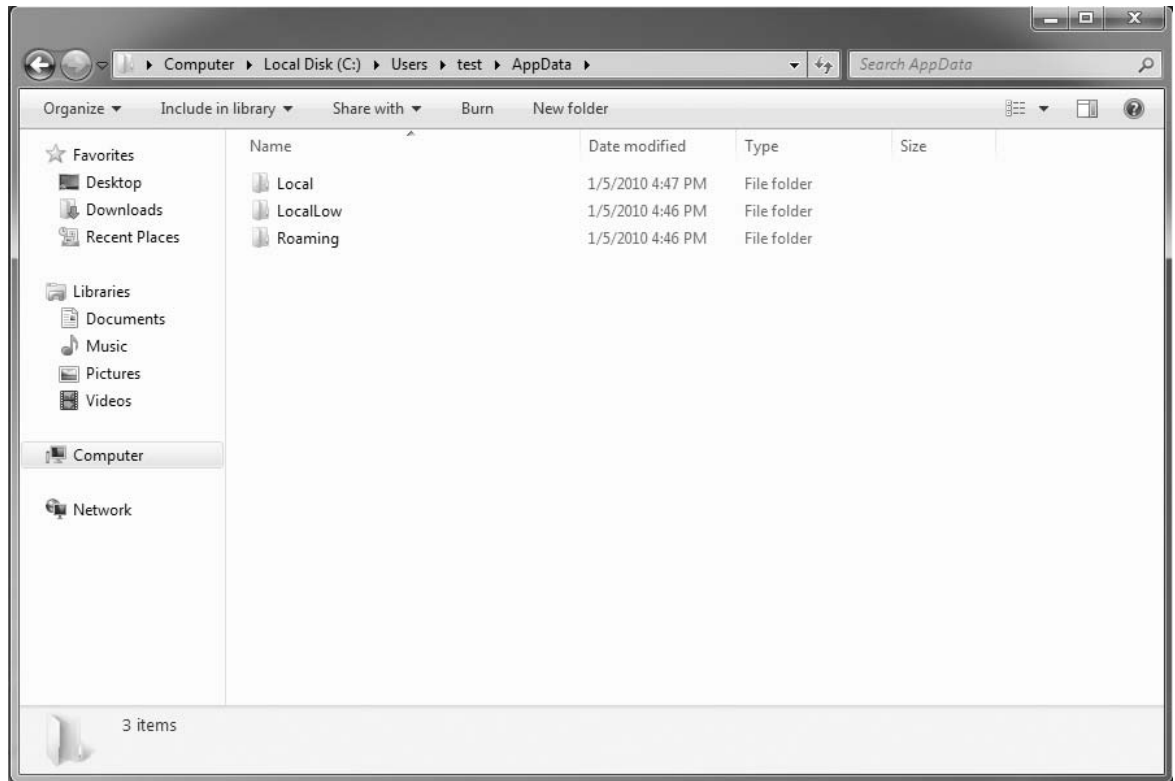 Computer Local Disk (C:) Users test AppData Search AppData
Organize Include in library Share with Burn New folder
Favorites
Desktop
Downloads
Recent Places
Libraries
Documents
Music
Pictures
Videos
Computer
Network
Name Date modified Type Size
Local 1/5/2010 4:47 PM File folder
LocalLow 1/5/2010 4:46 PM File folder
Roaming 1/5/2010 4:46 PM File folder
3 items